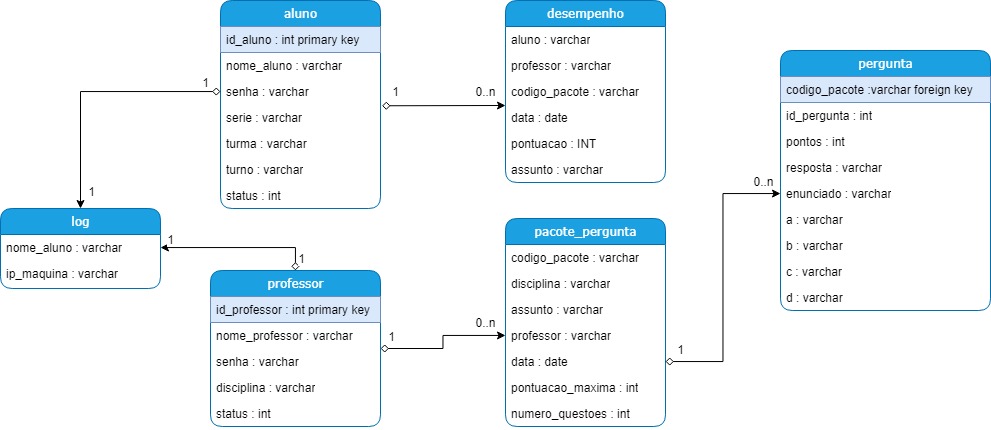 aluno
id_aluno : int primary key
nome_aluno : varchar
senha : varchar
serie : varchar
turma : varchar
turno : varchar
status : int
desempenho
aluno : varchar
professor : varchar
codigo_pacote : varchar
data : date
pontuacao : INT
assunto : varchar
pergunta
codigo_pacote :varchar foreign key
id_pergunta : int
pontos : int
resposta : varchar
enunciado : varchar
a : varchar
b : varchar
c : varchar
d : varchar
1
1
0..n
1
0..n
log
nome_aluno : varchar
ip_maquina : varchar
1
1
professor
id_professor : int primary key
nome_professor : varchar
senha : varchar
disciplina : varchar
status : int
1
0..n
pacote_pergunta
codigo_pacote : varchar
disciplina : varchar
assunto : varchar
professor : varchar
data : date
pontuacao_maxima : int
numero_questoes : int
1